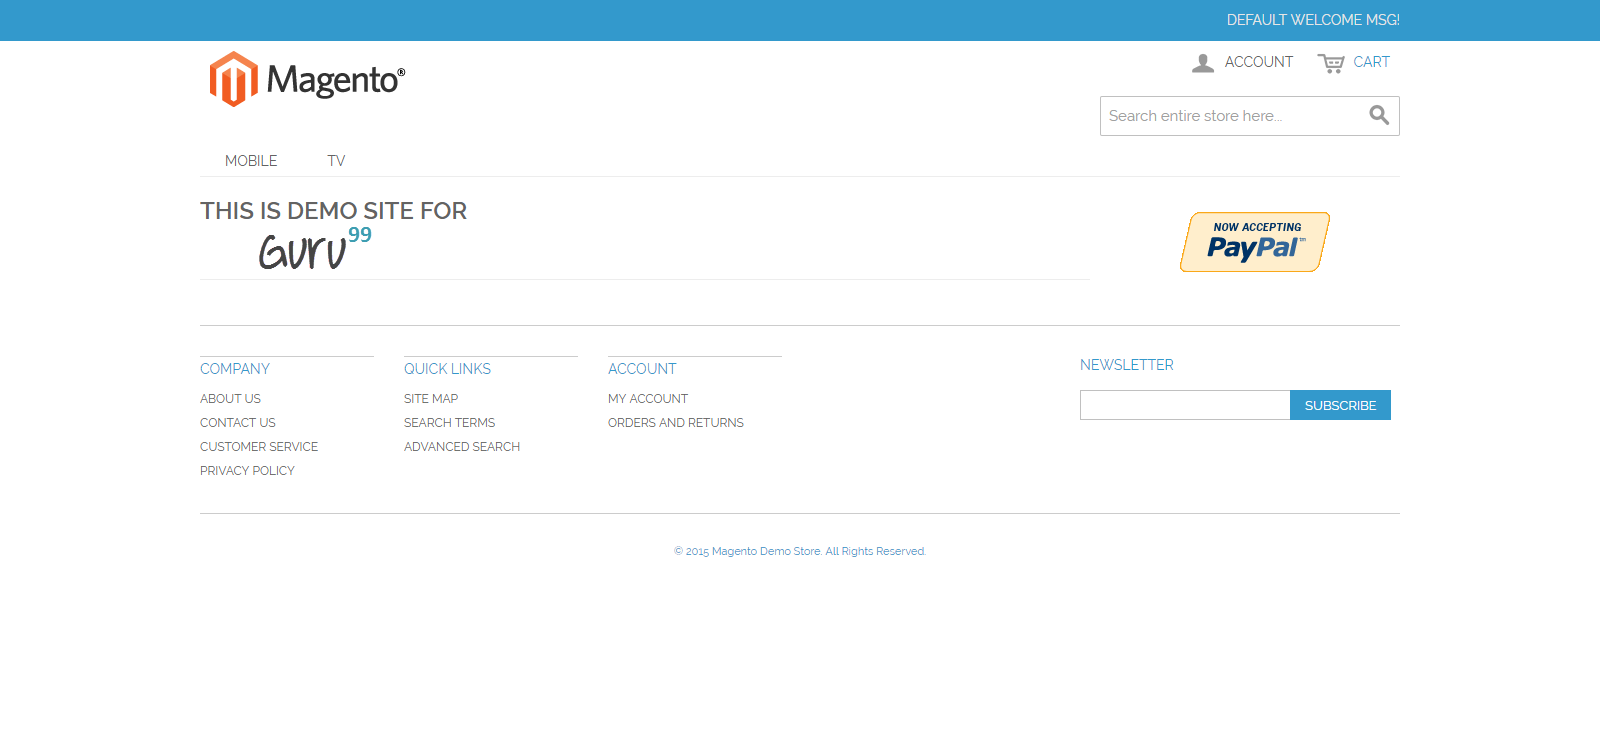 DEFAULT WELCOME MSG!
Magento®
ACCOUNT
CART
Search entire store here...
MOBILE
TV
THIS IS DEMO SITE FOR
Guru99
NOW ACCEPTING
PayPal™
COMPANY
ABOUT US
CONTACT US
CUSTOMER SERVICE
PRIVACY POLICY
QUICK LINKS
SITE MAP
SEARCH TERMS
ADVANCED SEARCH
ACCOUNT
MY ACCOUNT
ORDERS AND RETURNS
NEWSLETTER
SUBSCRIBE
© 2015 Magento Demo Store. All Rights Reserved.